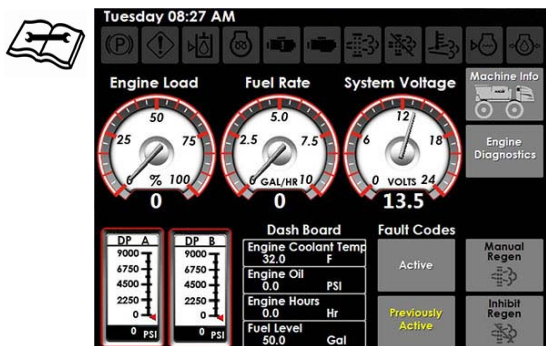 Tuesday 08:27 AM
(P)
Engine Load
Fuel Rate
System Voltage
Machine Info
50
25 75
0 % 100
0
5.0
2.5 7.5
0 GAL/HR 10
0
12
6 18
0 VOLTS 24
13.5
Engine
Diagnostics
DP A
9000
6750
4500
2250
0
0 PSI
DP B
9000
6750
4500
2250
0
0 PSI
Dash Board
Engine Coolant Temp
32.0 F
Engine Oil
0.0 PSI
Engine Hours
0.0 Hr
Fuel Level
50.0 Gal
Fault Codes
Active
Previously
Active
Manual
Regen
Inhibit
Regen